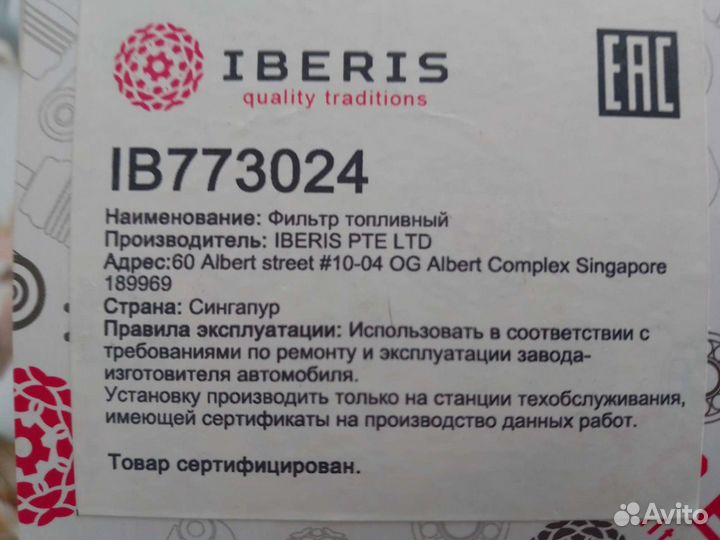 IBERIS
quality traditions
EAC
IB773024
Наименование: Фильтр топливный
Производитель: IBERIS PTE LTD
Адрес:60 Albert street #10-04 OG Albert Complex Singapore
189969
Страна: Сингапур
Правила эксплуатации: Использовать в соответствии с
требованиями по ремонту и эксплуатации завода-
изготовителя автомобиля.
Установку производить только на станции техобслуживания,
имеющей сертификаты на производство данных работ.
Товар сертифицирован.
Avito